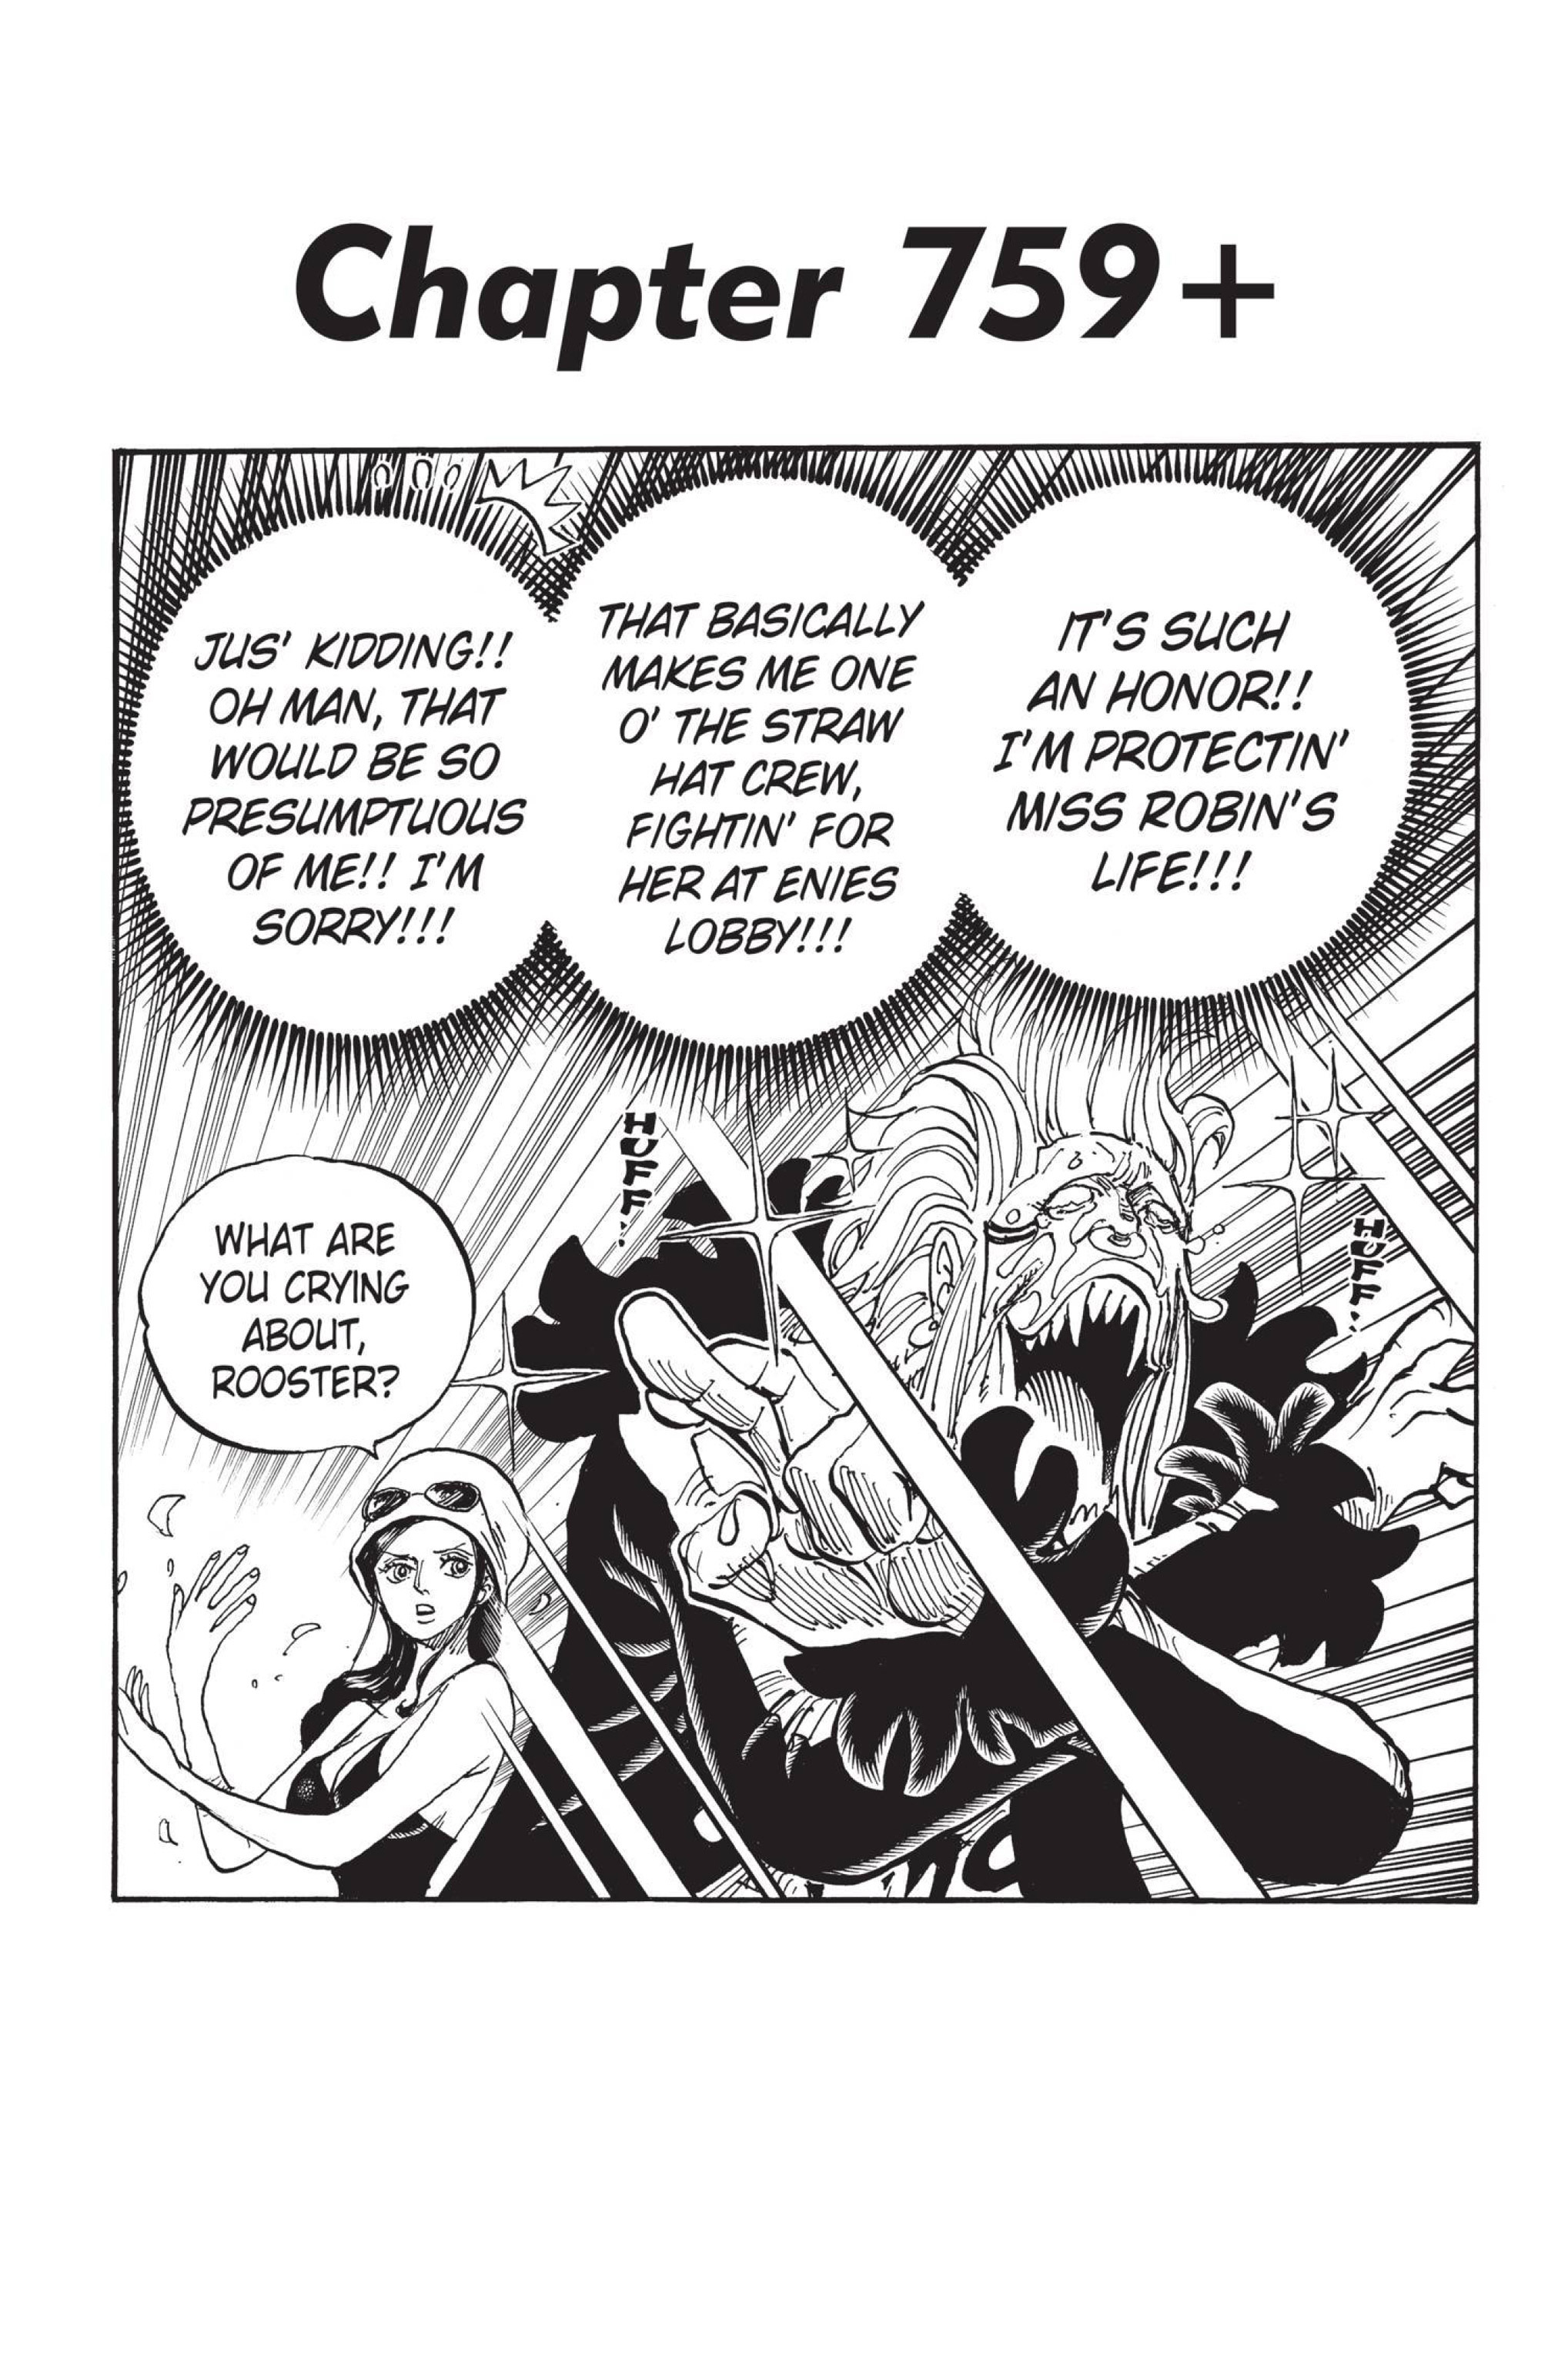 Chapter 759+
IT'S SUCH
AN HONOR!!
I'M PROTECTIN'
MISS ROBIN'S
LIFE!!!
THAT BASICALLY
MAKES ME ONE
O' THE STRAW
HAT CREW,
FIGHTIN' FOR
HER AT ENIES
LOBBY!!!
JUS' KIDDING!!
OH MAN, THAT
WOULD BE SO
PRESUMPTUOUS
OF ME!! I'M
SORRY!!!
HUFF!
HUFF!
WHAT ARE
YOU CRYING
ABOUT,
ROOSTER?